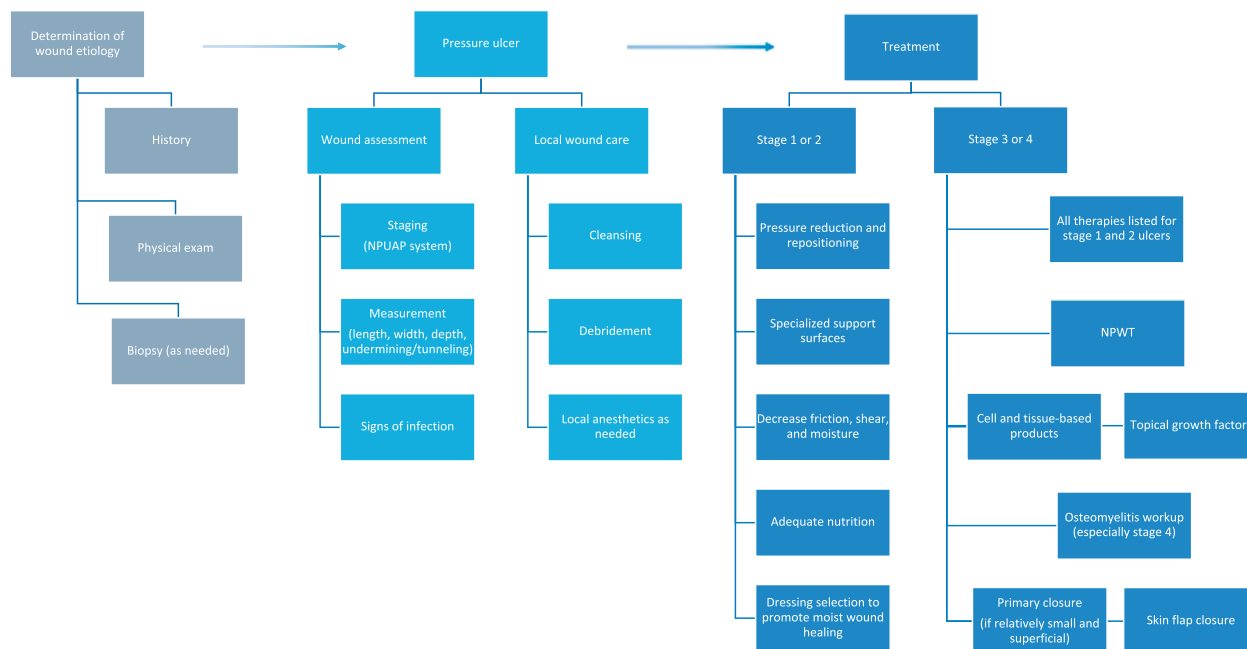 Determination of
wound etiology
History
Physical exam
Biopsy (as needed)
Pressure ulcer
Wound assessment
Staging
(NPUAP system)
Measurement
(length, width, depth,
undermining/tunneling)
Signs of infection
Local wound care
Cleansing
Debridement
Local anesthetics as
needed
Treatment
Stage 1 or 2
Pressure reduction and
repositioning
Specialized support
surfaces
Decrease friction, shear,
and moisture
Adequate nutrition
Dressing selection to
promote moist wound
healing
Stage 3 or 4
All therapies listed for
stage 1 and 2 ulcers
NPWT
Cell and tissue-based
products
Topical growth factor
Osteomyelitis workup
(especially stage 4)
Primary closure
(if relatively small and
superficial)
Skin flap closure